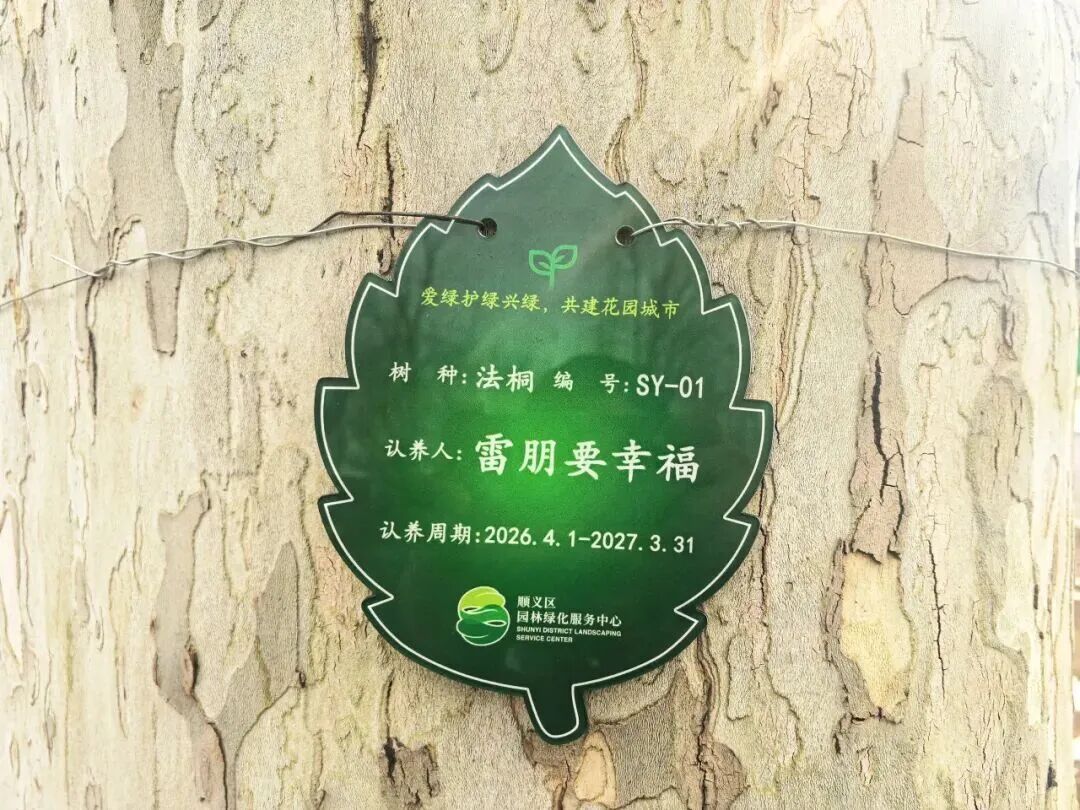 爱绿护绿兴绿，共建花园城市
树 种:法桐 编 号:SY-01
认养人:雷朋要幸福
认养周期:2026.4.1-2027.3.31
顺义区
园林绿化服务中心
SHUNYI DISTRICT LANDSCAPING
SERVICE CENTER